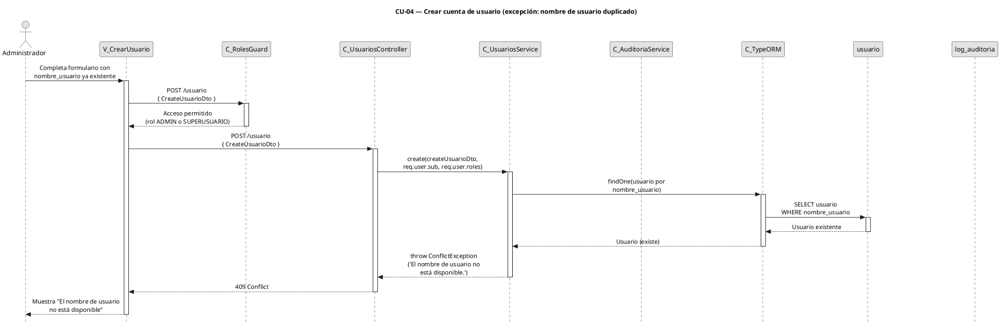 CU-04 — Crear cuenta de usuario (excepción: nombre de usuario duplicado)
Administrador
V_CrearUsuario
C_RolesGuard
C_UsuariosController
C_UsuariosService
C_AuditoriaService
C_TypeORM
usuario
log_auditoria
Completa formulario con
nombre_usuario ya existente
POST /usuario
{ CreateUsuarioDto }
Acceso permitido
(rol ADMIN o SUPERUSUARIO)
POST /usuario
{ CreateUsuarioDto }
create(createUsuarioDto,
req.user.sub, req.user.roles)
findOne(usuario por
nombre_usuario)
SELECT usuario
WHERE nombre_usuario
Usuario existente
Usuario (existe)
throw ConflictException
('El nombre de usuario no
está disponible.')
409 Conflict
Muestra "El nombre de usuario
no está disponible"